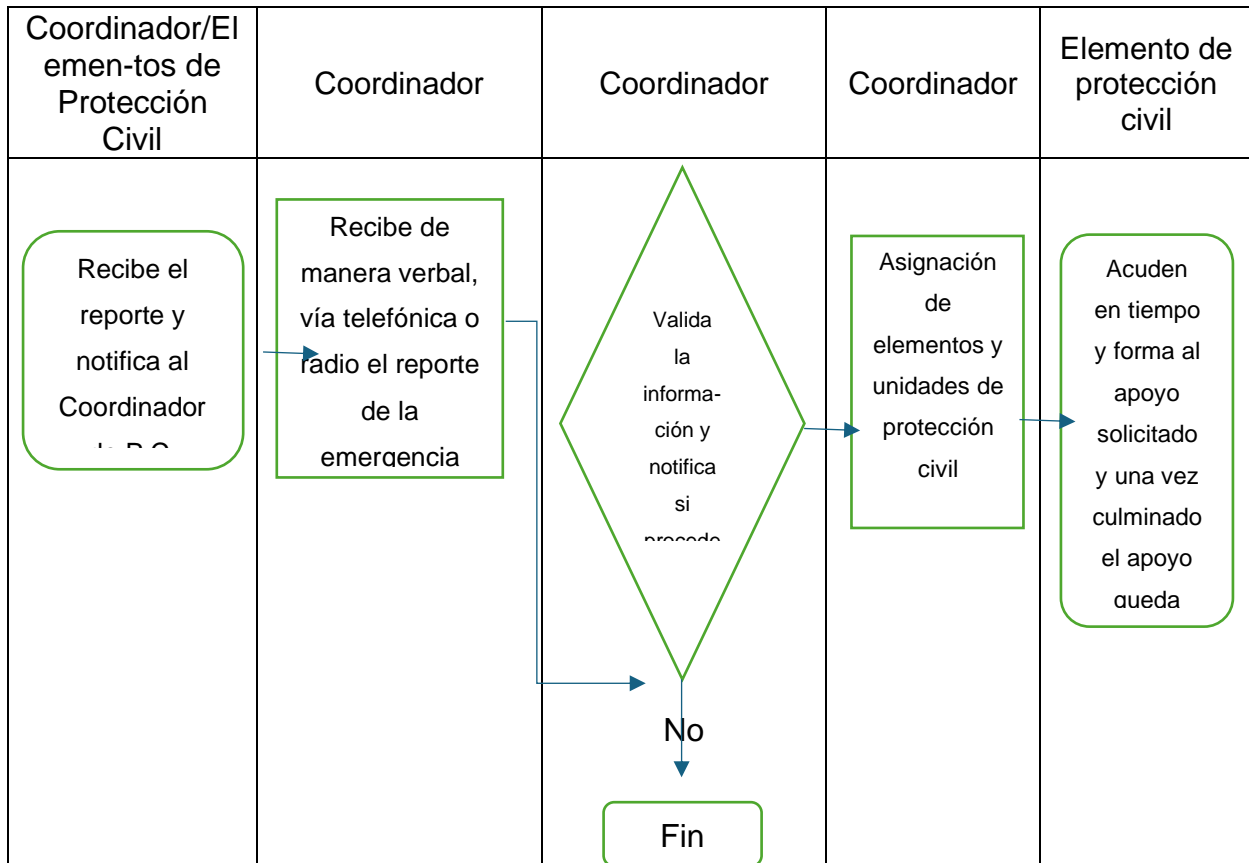 Coordinador/El
emen-tos de
Protección
Civil
Coordinador
Coordinador
Coordinador
Elemento de
protección
civil
Recibe el
reporte y
notifica al
Coordinador
Recibe de
manera verbal,
vía telefónica o
radio el reporte
de la
emergencia
Valida
la
informa-
ción y
notifica
si
procede
Asignación
de
elementos y
unidades de
protección
civil
Acuden
en tiempo
y forma al
apoyo
solicitado
y una vez
culminado
el apoyo
queda
No
Fin